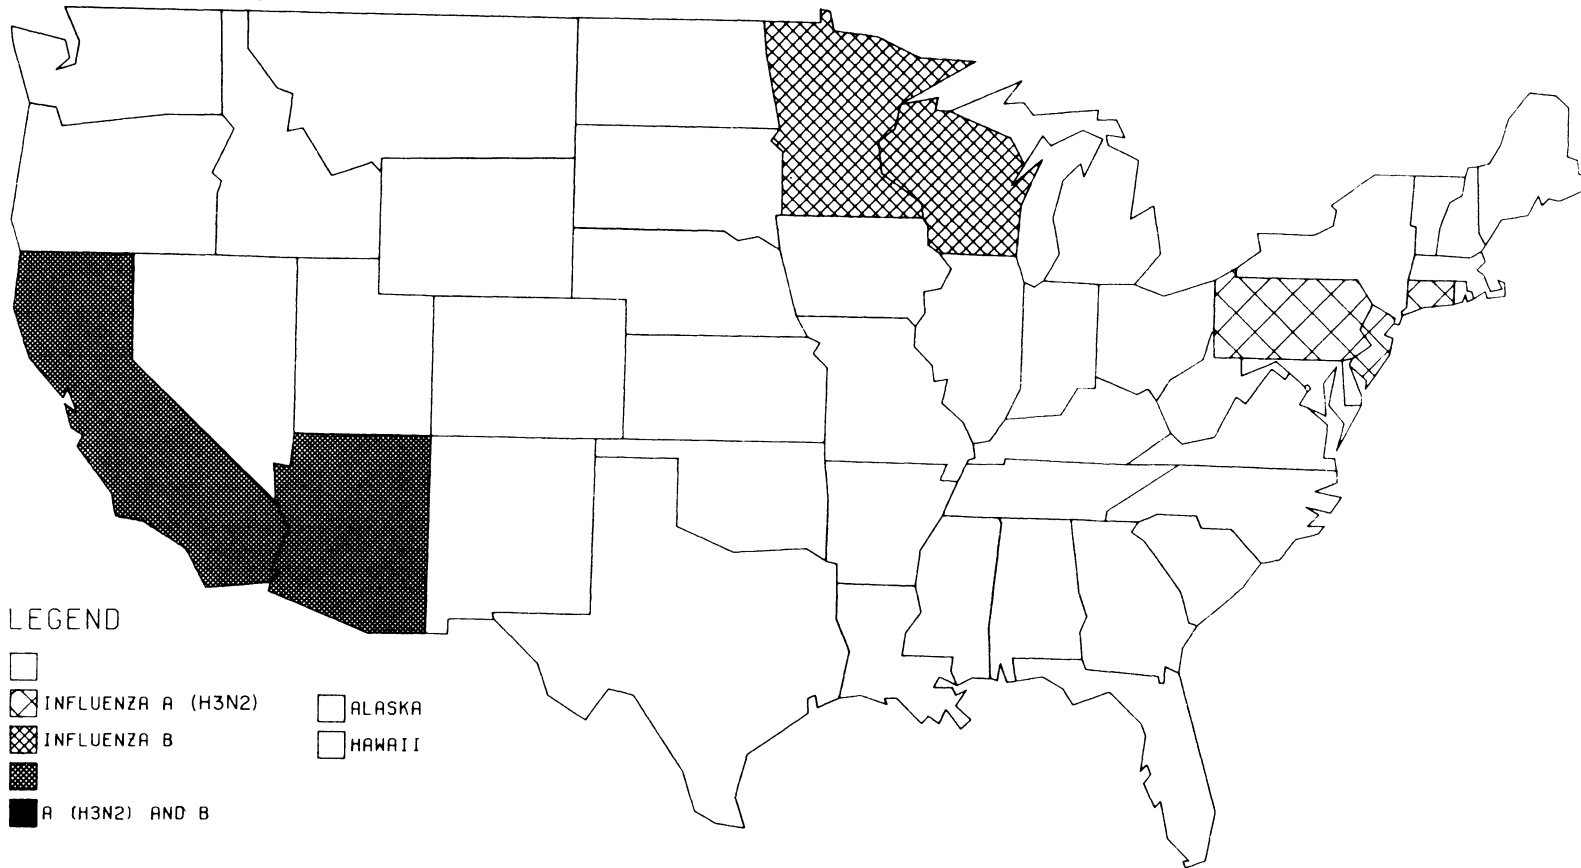 LEGEND
INFLUENZA A (H3N2)
INFLUENZA B
A (H3N2) AND B
ALASKA
HAWAII